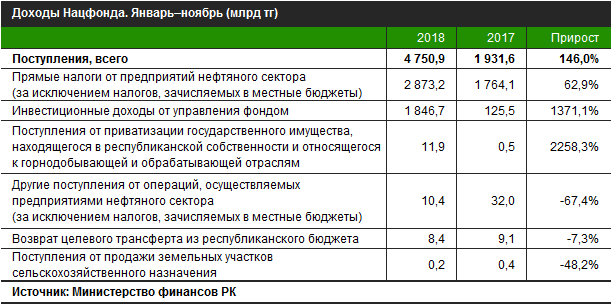 Доходы Нацфонда. Январь–ноябрь (млрд тг)
2018 2017 Прирост
Поступления, всего 4 750,9 1 931,6 146,0%
Прямые налоги от предприятий нефтяного сектора
(за исключением налогов, зачисляемых в местные бюджеты) 2 873,2 1 764,1 62,9%
Инвестиционные доходы от управления фондом 1 846,7 125,5 1371,1%
Поступления от приватизации государственного имущества,
находящегося в республиканской собственности и относящегося
к горнодобывающей и обрабатывающей отраслям 11,9 0,5 2258,3%
Другие поступления от операций, осуществляемых
предприятиями нефтяного сектора
(за исключением налогов, зачисляемых в местные бюджеты) 10,4 32,0 -67,4%
Возврат целевого трансферта из республиканского бюджета 8,4 9,1 -7,3%
Поступления от продажи земельных участков
сельскохозяйственного назначения 0,2 0,4 -48,2%
Источник: Министерство финансов РК